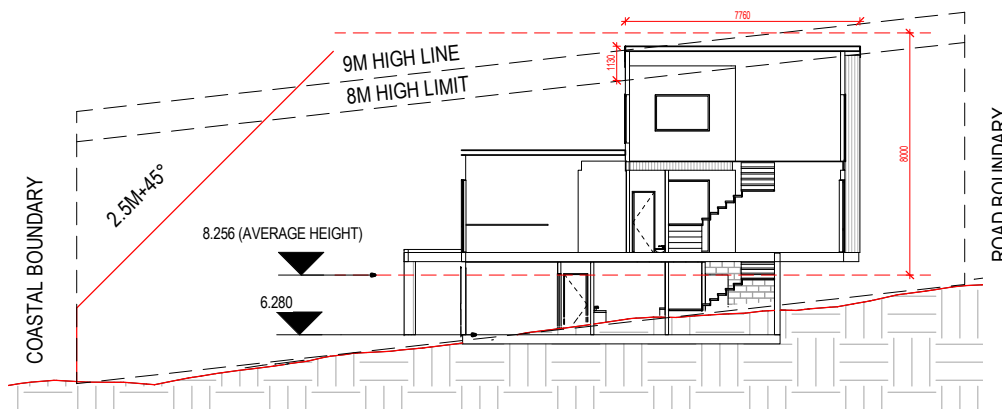 7760
9M HIGH LINE
8M HIGH LIMIT
1130
8000
2.5M+45°
COASTAL BOUNDARY
ROAD BOUNDARY
8.256 (AVERAGE HEIGHT)
6.280